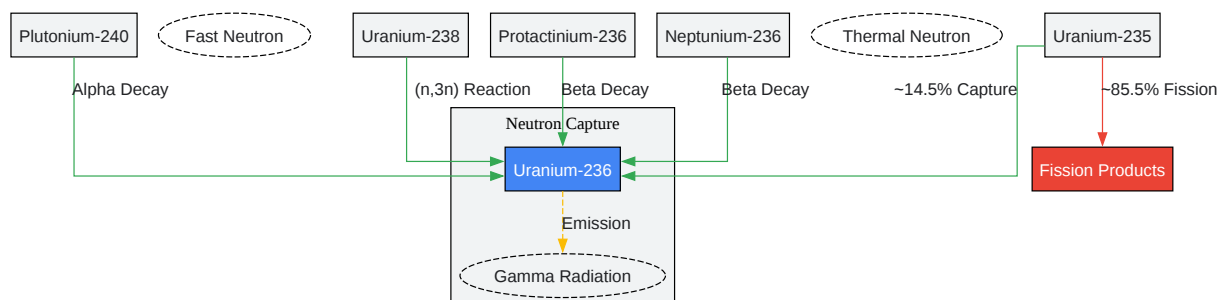 Plutonium-240
Fast Neutron
Uranium-238
Protactinium-236
Neptunium-236
Thermal Neutron
Uranium-235
Alpha Decay
(n,3n) Reaction
Beta Decay
Beta Decay
~14.5% Capture
~85.5% Fission
Neutron Capture
Uranium-236
Fission Products
Emission
Gamma Radiation